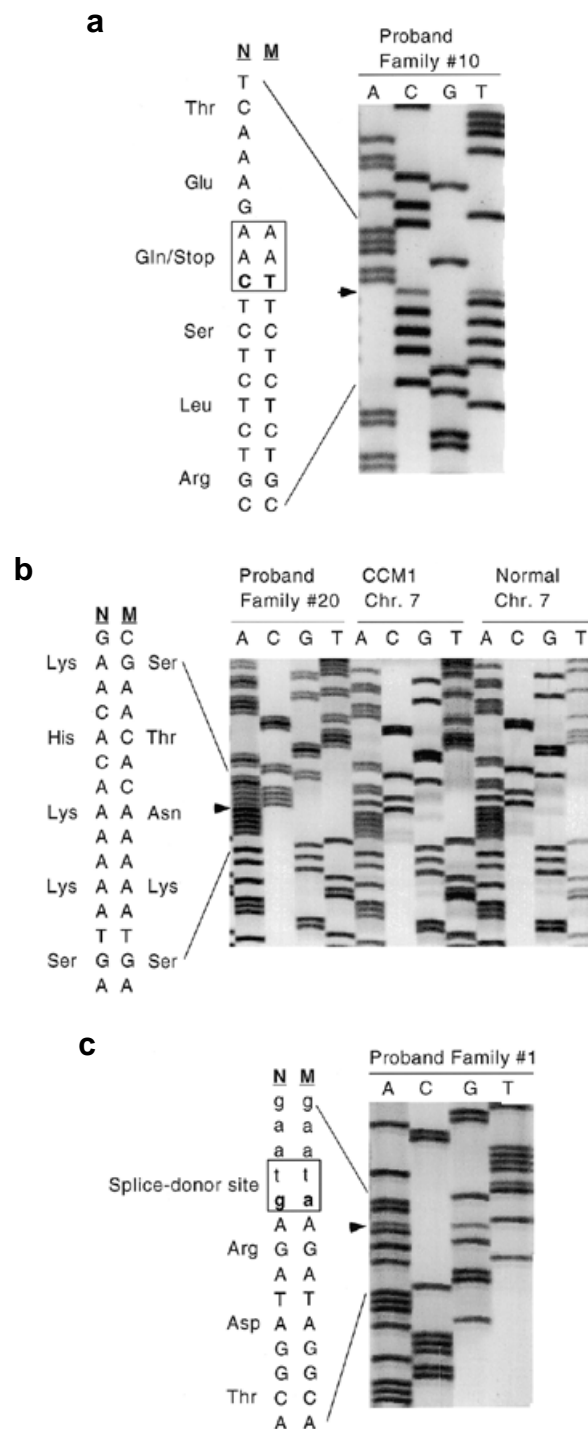 a
Proband
Family #10
N M
A C G T
T
Thr C
A
A
Glu A
G
A A
Gln/Stop A A
C T
T T
Ser C C
T T
C C
Leu T T
C C
T T
Arg G G
C C
b
Proband
Family #20
CCM1
Chr. 7
Normal
Chr. 7
N M
A C G T A C G T A C G T
G C
Lys A G Ser
A A
C A
His A C Thr
C A
A C
Lys A A Asn
A A
A A
Lys A A Lys
A A
T T
Ser G G Ser
A A
c
Proband Family #1
N M
A C G T
g g
a a
a a
Splice-donor site t t
g a
A A
Arg G G
A A
T T
Asp A A
G G
G G
Thr C C
A A